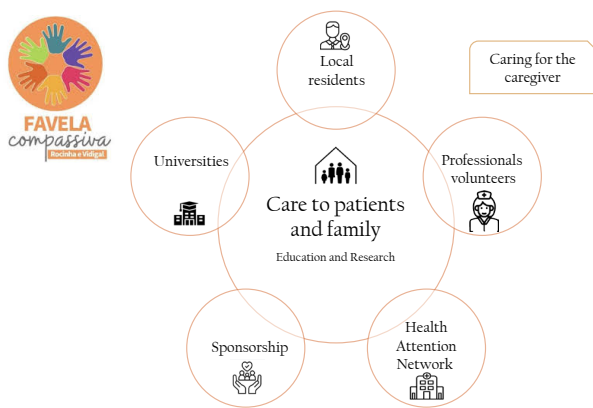 FAVELA
compassiva
Rocinha e Vidigal
Local
residents
Caring for the
caregiver
Universities
Professionals
volunteers
Care to patients
and family
Education and Research
Sponsorship
Health
Attention
Network